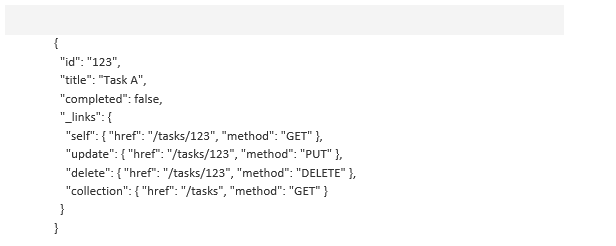 {
"id": "123",
"title": "Task A",
"completed": false,
"_links": {
"self": { "href": "/tasks/123", "method": "GET" },
"update": { "href": "/tasks/123", "method": "PUT" },
"delete": { "href": "/tasks/123", "method": "DELETE" },
"collection": { "href": "/tasks", "method": "GET" }
}
}